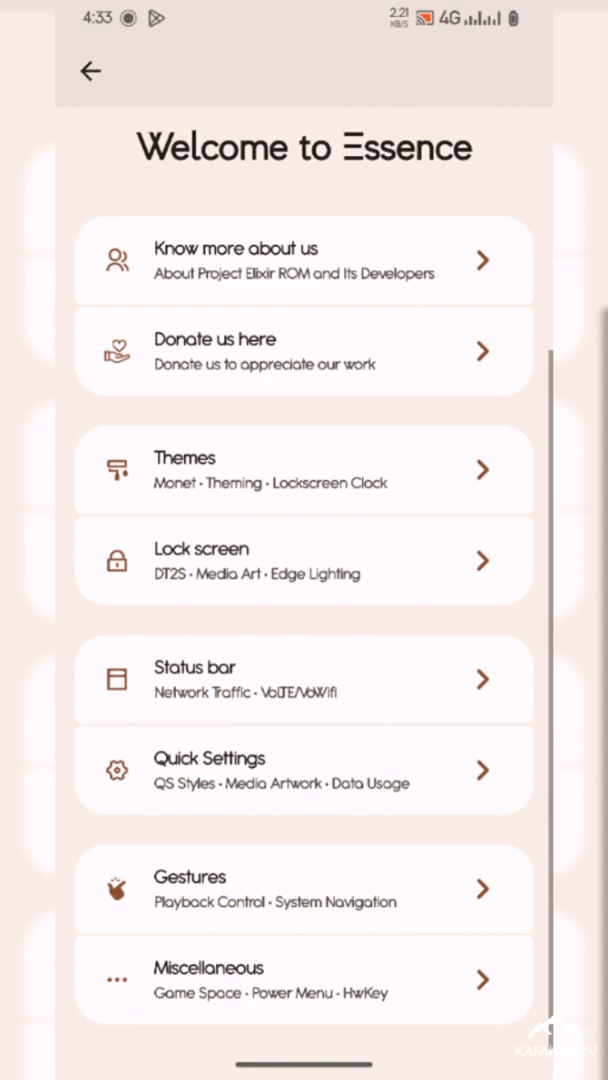 4:33
2.21
KB/S
4G
Welcome to Essence
Know more about us
About Project Elixir ROM and Its Developers
Donate us here
Donate us to appreciate our work
Themes
Monet • Theming • Lockscreen Clock
Lock screen
DT2S • Media Art • Edge Lighting
Status bar
Network Traffic • VoLTE/VoWifi
Quick Settings
QS Styles • Media Artwork • Data Usage
Gestures
Playback Control • System Navigation
Miscellaneous
Game Space • Power Menu • HwKey